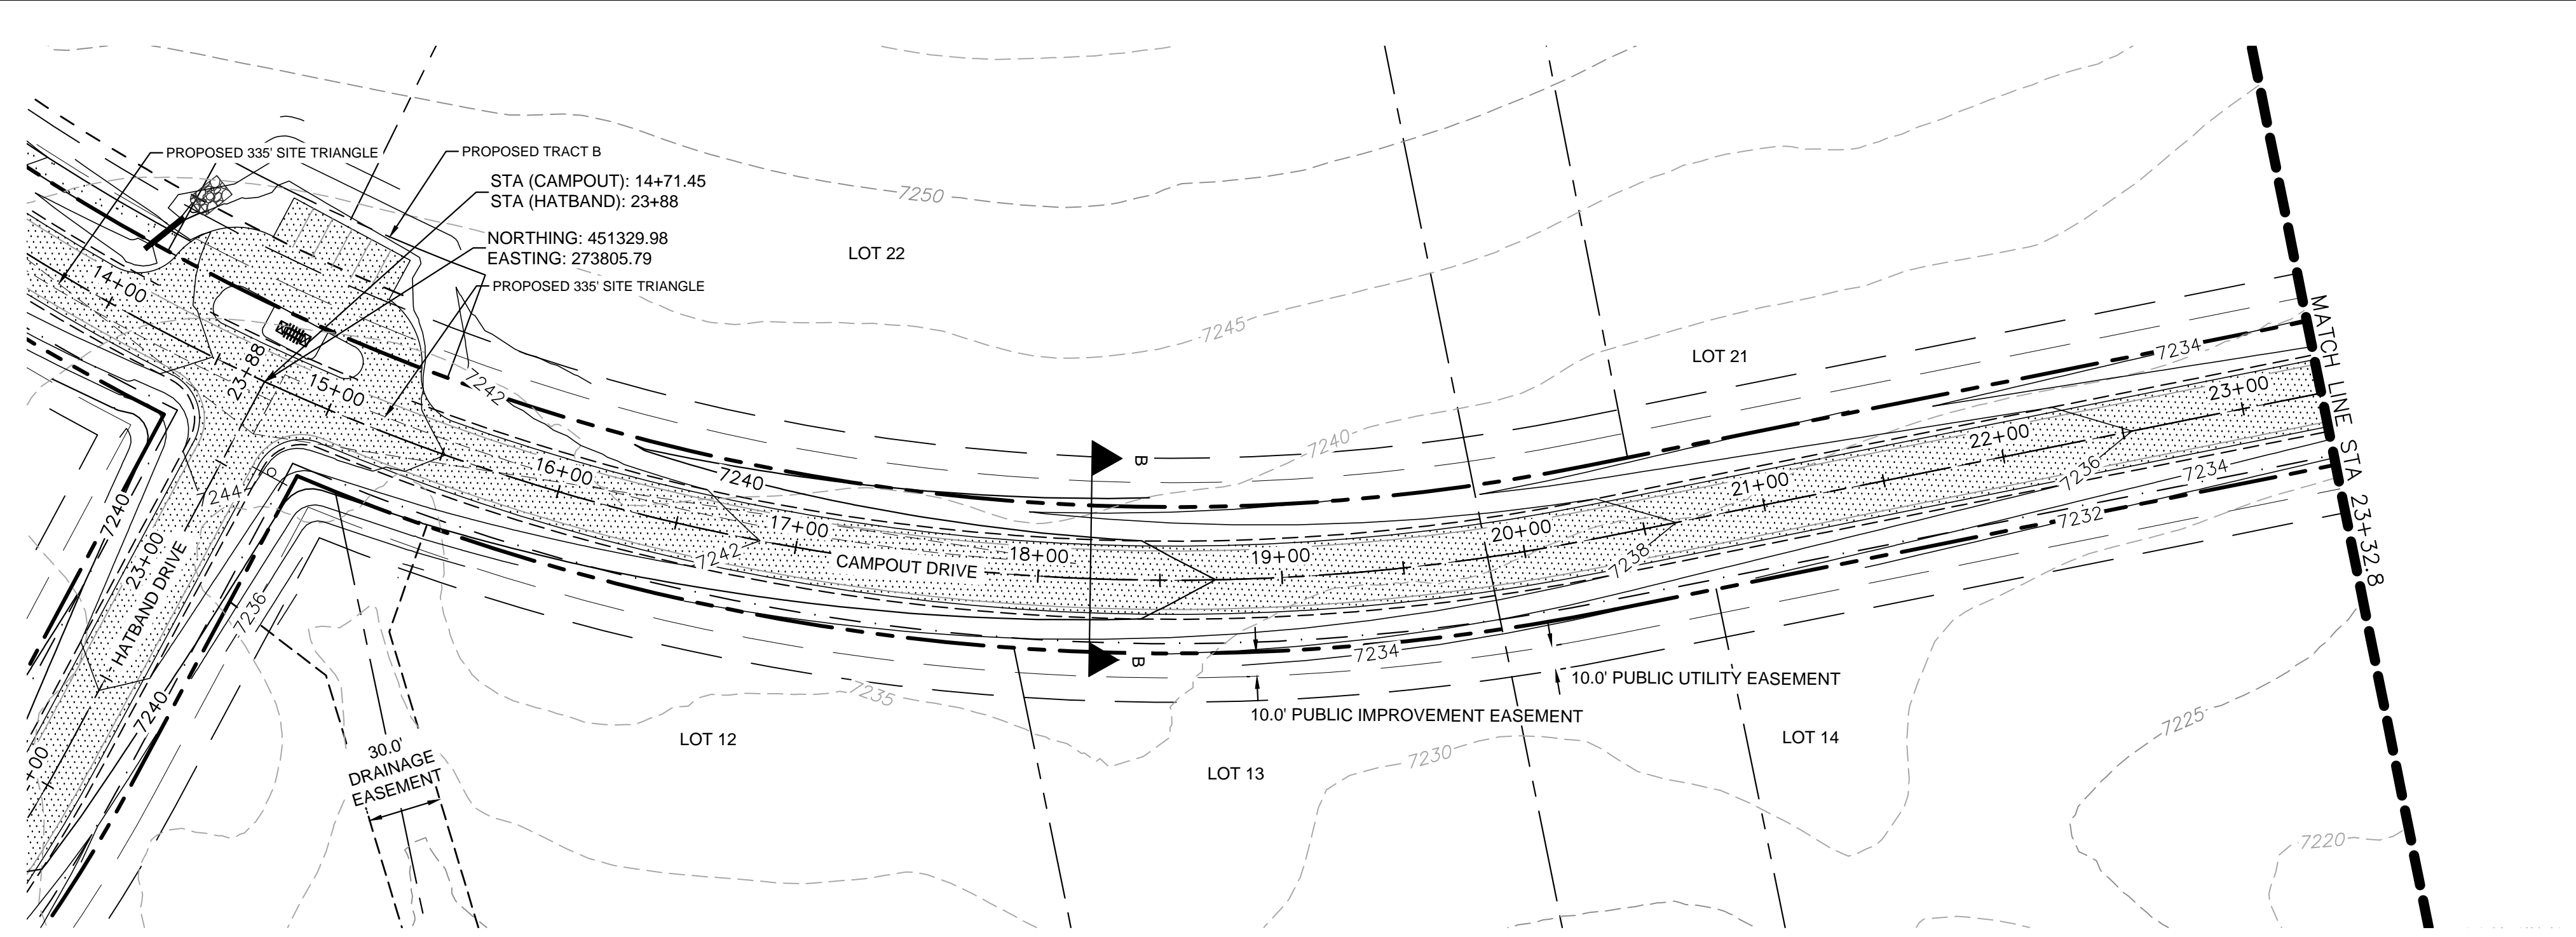 PROPOSED 335' SITE TRIANGLE
PROPOSED TRACT B
STA (CAMPOUT): 14+71.45
STA (HATBAND): 23+88
7250
NORTHING: 451329.98
EASTING: 273805.79
LOT 22
14+00
PROPOSED 335' SITE TRIANGLE
7245
MATCH LINE STA 23+32.8
7234
LOT 21
23+88
15+00
7242
23+00
7240
22+00
B
16+00
7240
7236
7234
21+00
7244
7240
17+00
7242
CAMPOUT DRIVE
18+00
19+00
20+00
7238
7232
23+00
HATBAND DRIVE
7236
B
7234
10.0' PUBLIC UTILITY EASEMENT
7235
10.0' PUBLIC IMPROVEMENT EASEMENT
7240
LOT 12
LOT 14
7225
30.0'
DRAINAGE
EASEMENT
LOT 13
7230
+00
7220